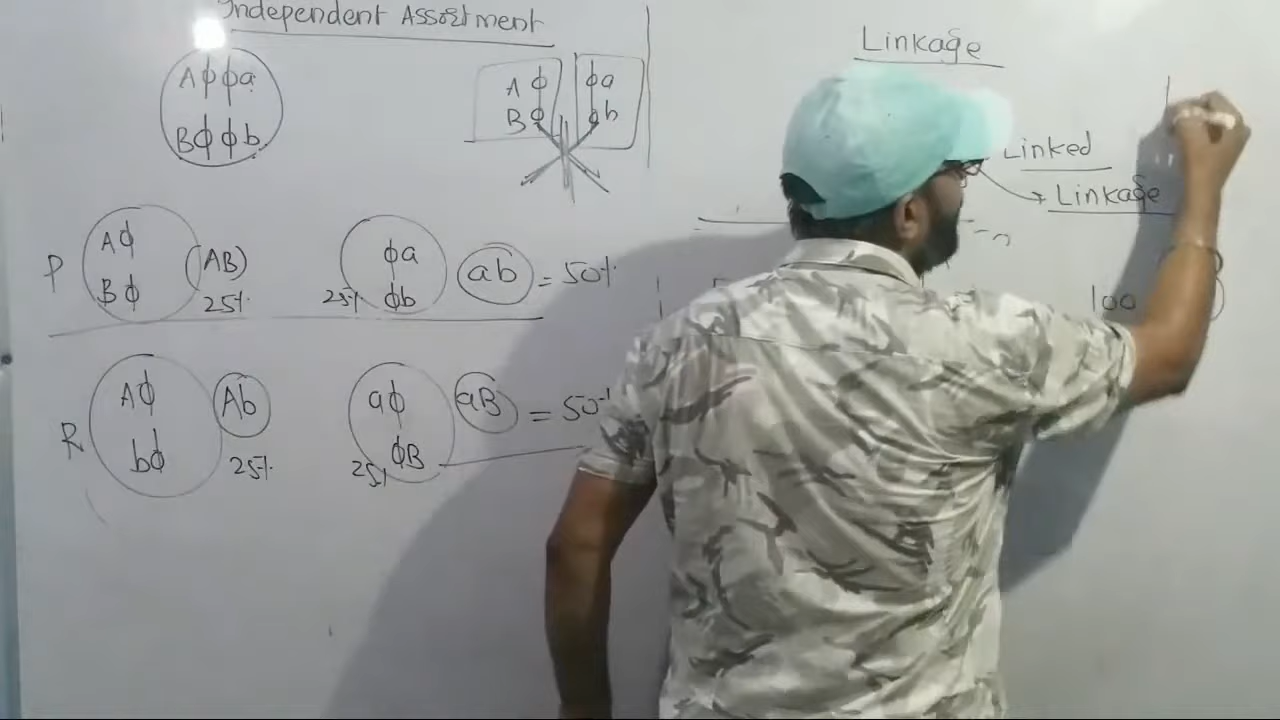 Independent Assortment
A ϕ ϕ a
B ϕ ϕ b
A ϕ ϕ a
B ϕ ϕ b
P
A ϕ
B ϕ
(AB)
25%
ϕ a
ϕ b
25%
ab = 50%
R
A ϕ
b ϕ
Ab
25%
a ϕ
ϕ B
25%
aB = 50%
Linkage
Linked
Linkage
100